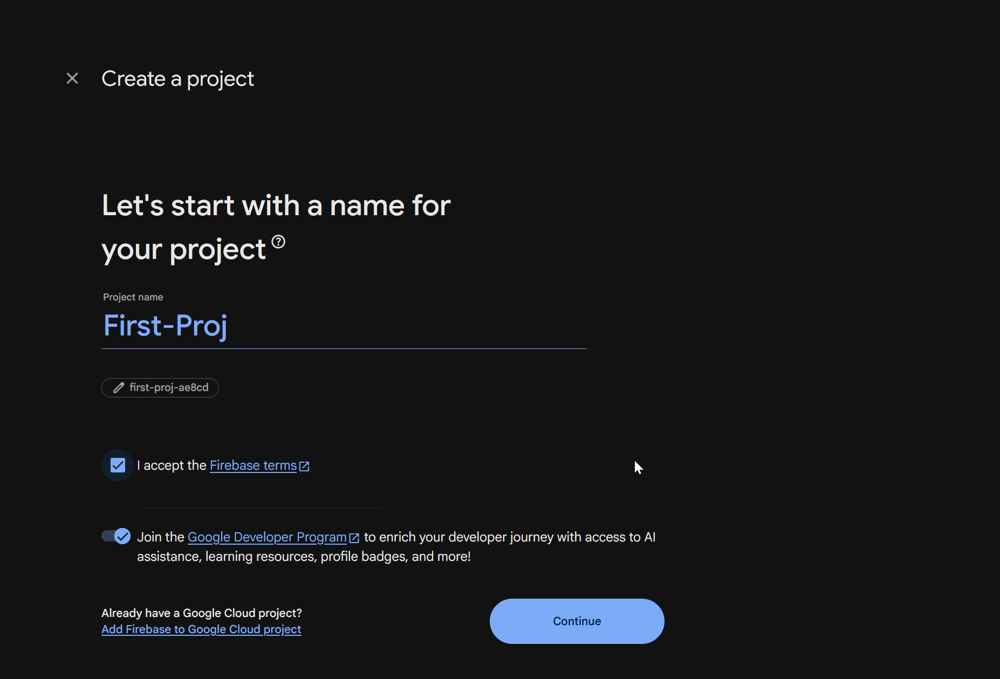 Create a project
Let's start with a name for
your project
Project name
First-Proj
first-proj-ae8cd
I accept the Firebase terms
Join the Google Developer Program to enrich your developer journey with access to AI
assistance, learning resources, profile badges, and more!
Already have a Google Cloud project?
Add Firebase to Google Cloud project
Continue